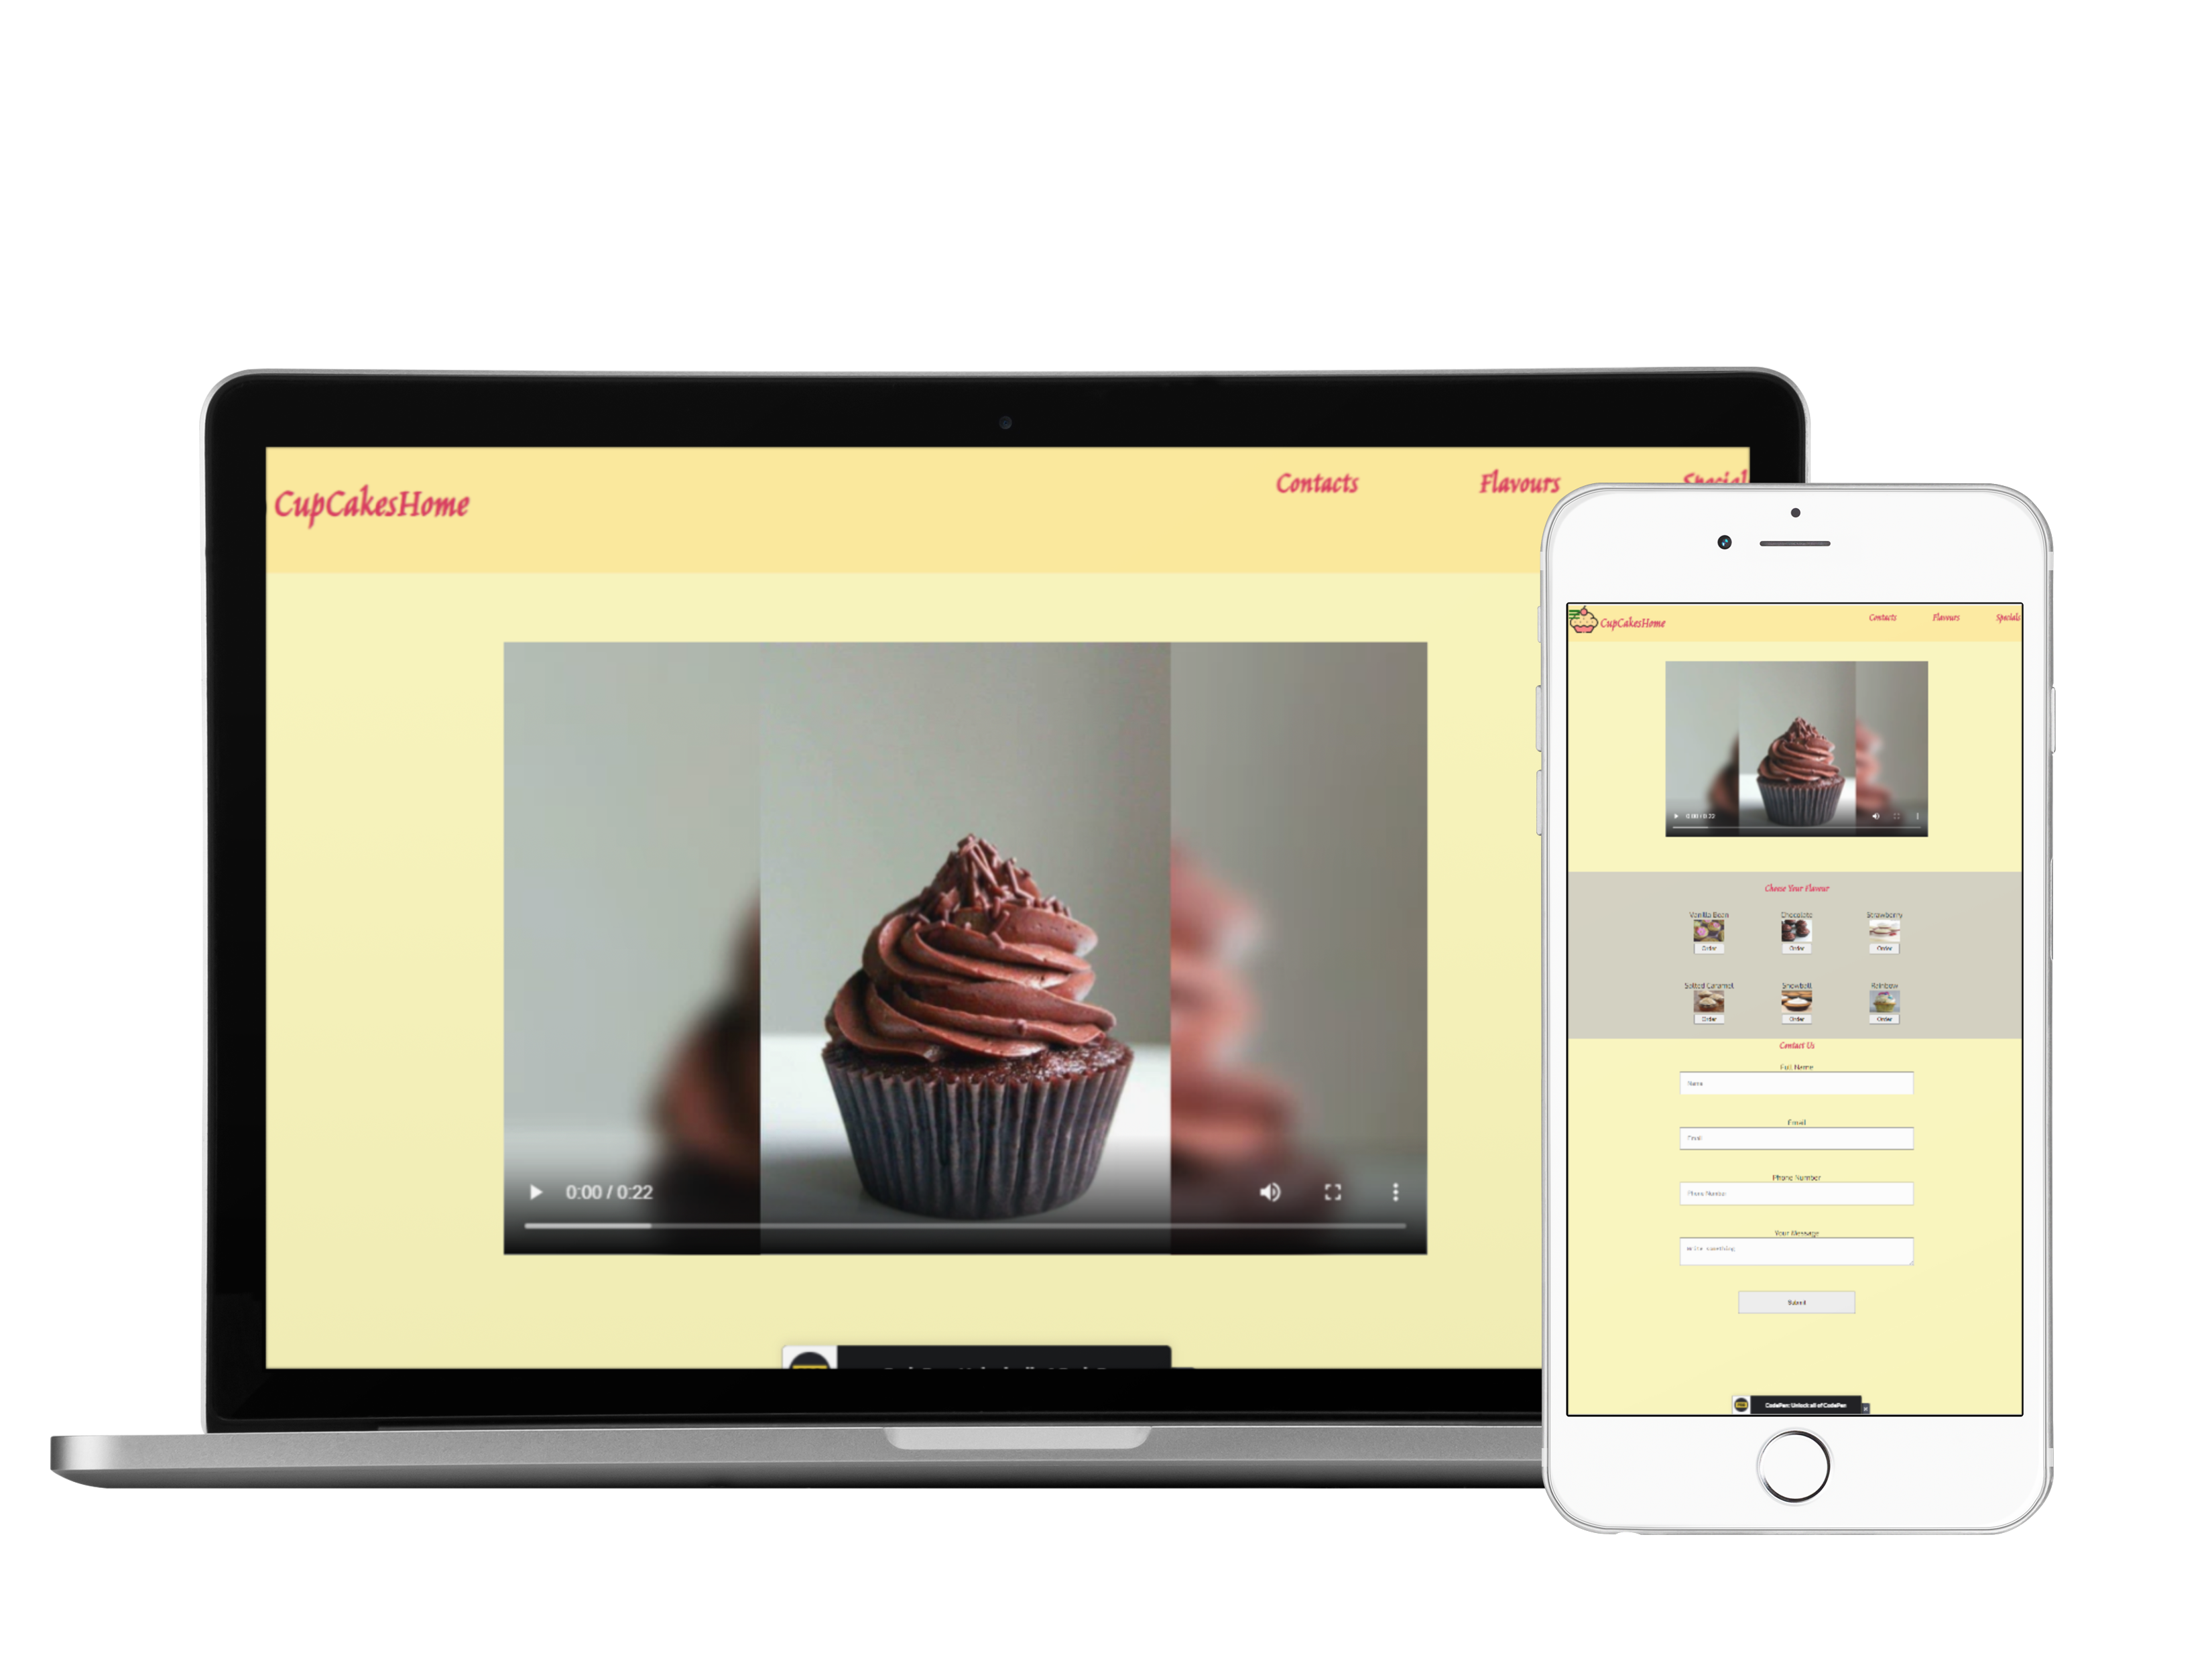 CupCakesHome
Contacts Flavours Special
0:00 / 0:22
CupCakesHome Contacts Flavours Specials
0:00 / 0:22
Choose Your Flavour
Vanilla Bean Chocolate Strawberry
Order Order Order
Salted Caramel Snowball Rainbow
Order Order Order
Contact Us
Full Name
Name
Email
Email
Phone Number
Phone Number
Your Message
Write something
Submit
CodePen: Unlock all of CodePen